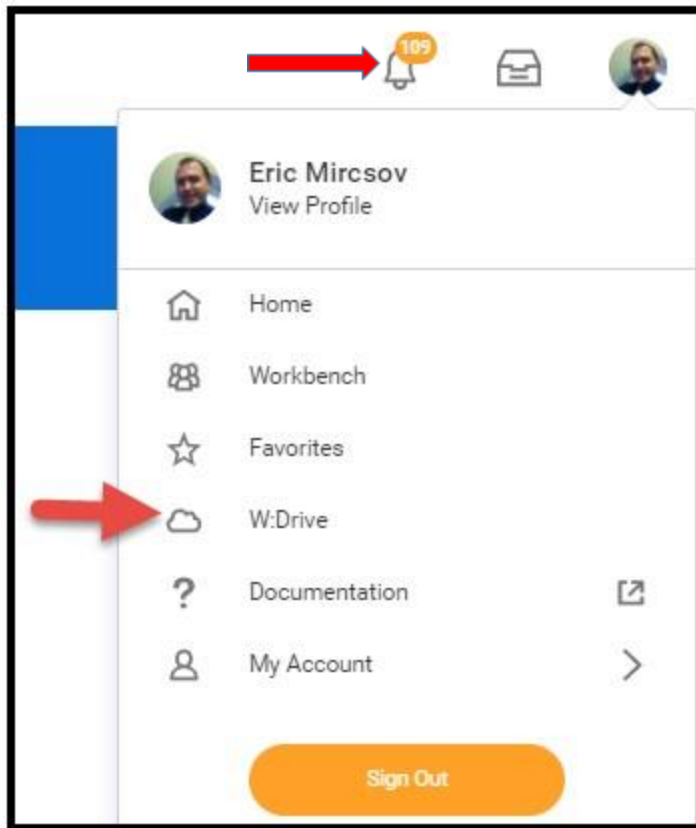 109
Eric Mircsov
View Profile
Home
Workbench
Favorites
W:Drive
Documentation
My Account
Sign Out